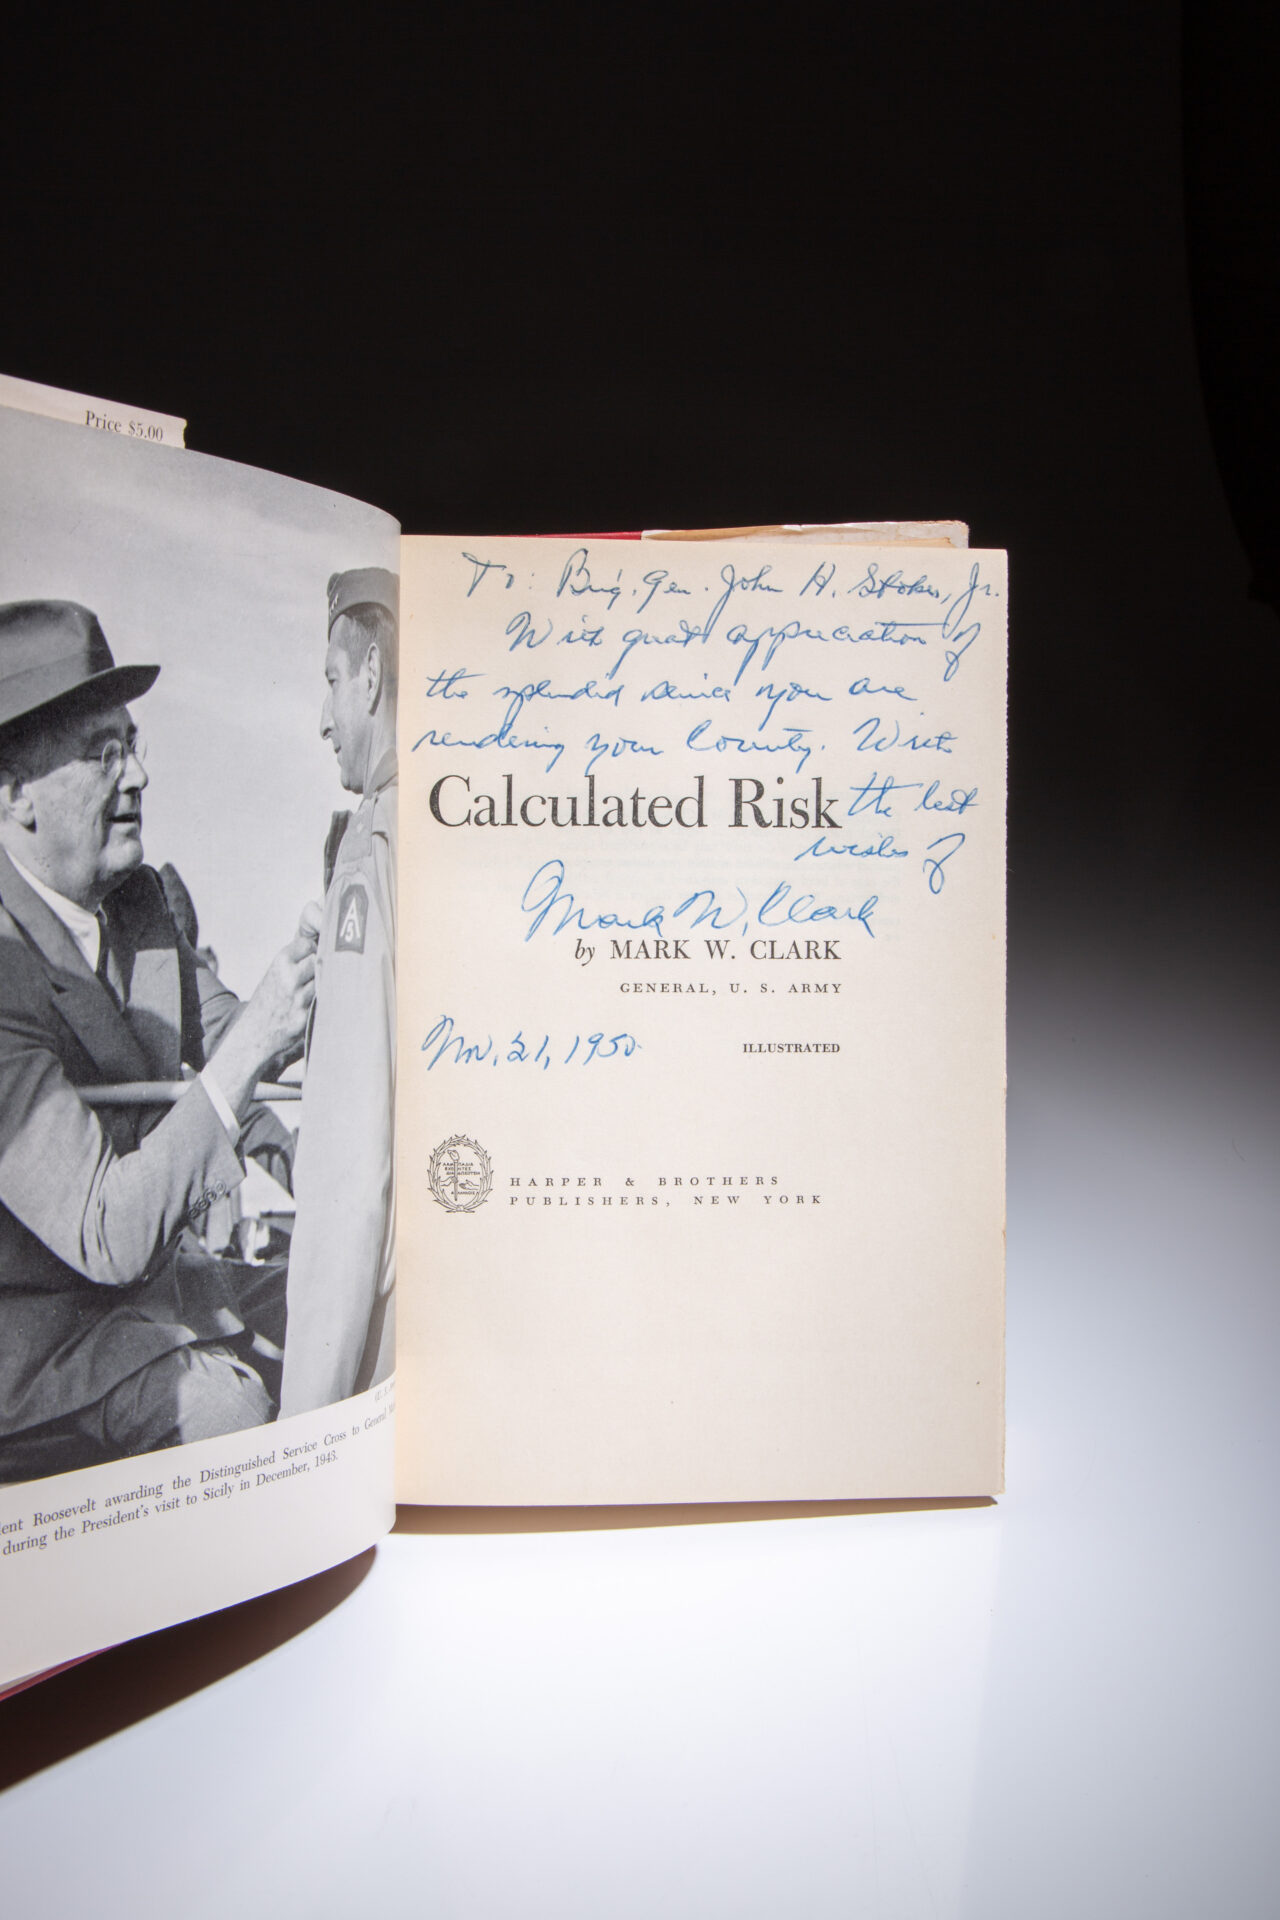 Price $5.00
To: Brig. Gen. John H. Stokes, Jr.
With great appreciation of
the splendid service you are
rendering your Country. With
Calculated Risk the best
wishes of
Mark W. Clark
by MARK W. CLARK
GENERAL, U. S. ARMY
Nov. 21, 1950
ILLUSTRATED
HARPER & BROTHERS
PUBLISHERS, NEW YORK
ent Roosevelt awarding the Distinguished Service Cross to General
during the President's visit to Sicily in December, 1943.